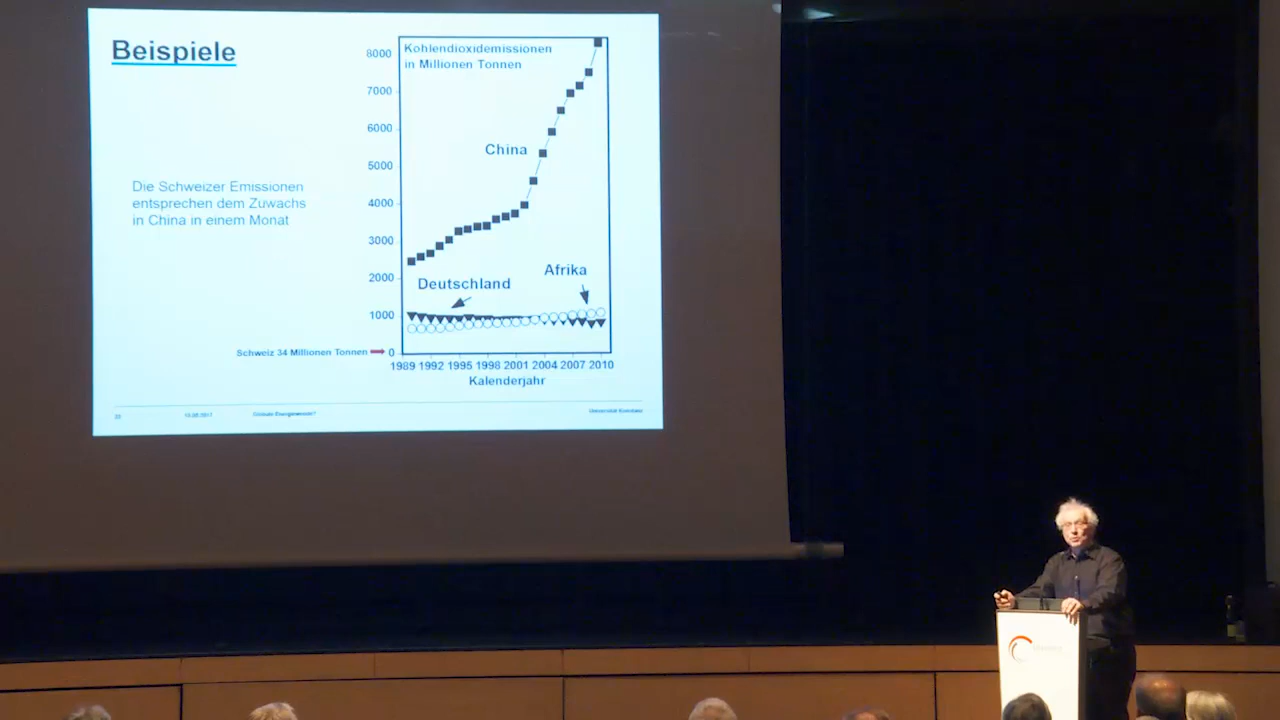 Beispiele
Kohlendioxidemissionen
in Millionen Tonnen
8000
7000
6000
5000
4000
3000
2000
1000
0
China
Die Schweizer Emissionen
entsprechen dem Zuwachs
in China in einem Monat
Afrika
Deutschland
Schweiz 34 Millionen Tonnen
1989 1992 1995 1998 2001 2004 2007 2010
Kalenderjahr
Universität Konstanz